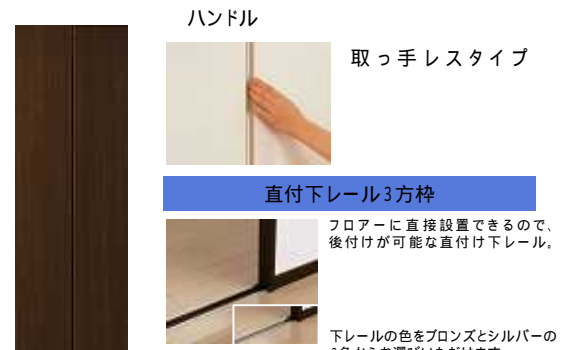 ハンドル
取っ手レスタイプ
直付下レール3方枠
フロアーに直接設置できるので、
後付けが可能な直付け下レール。
下レールの色をブロンズとシルバーの